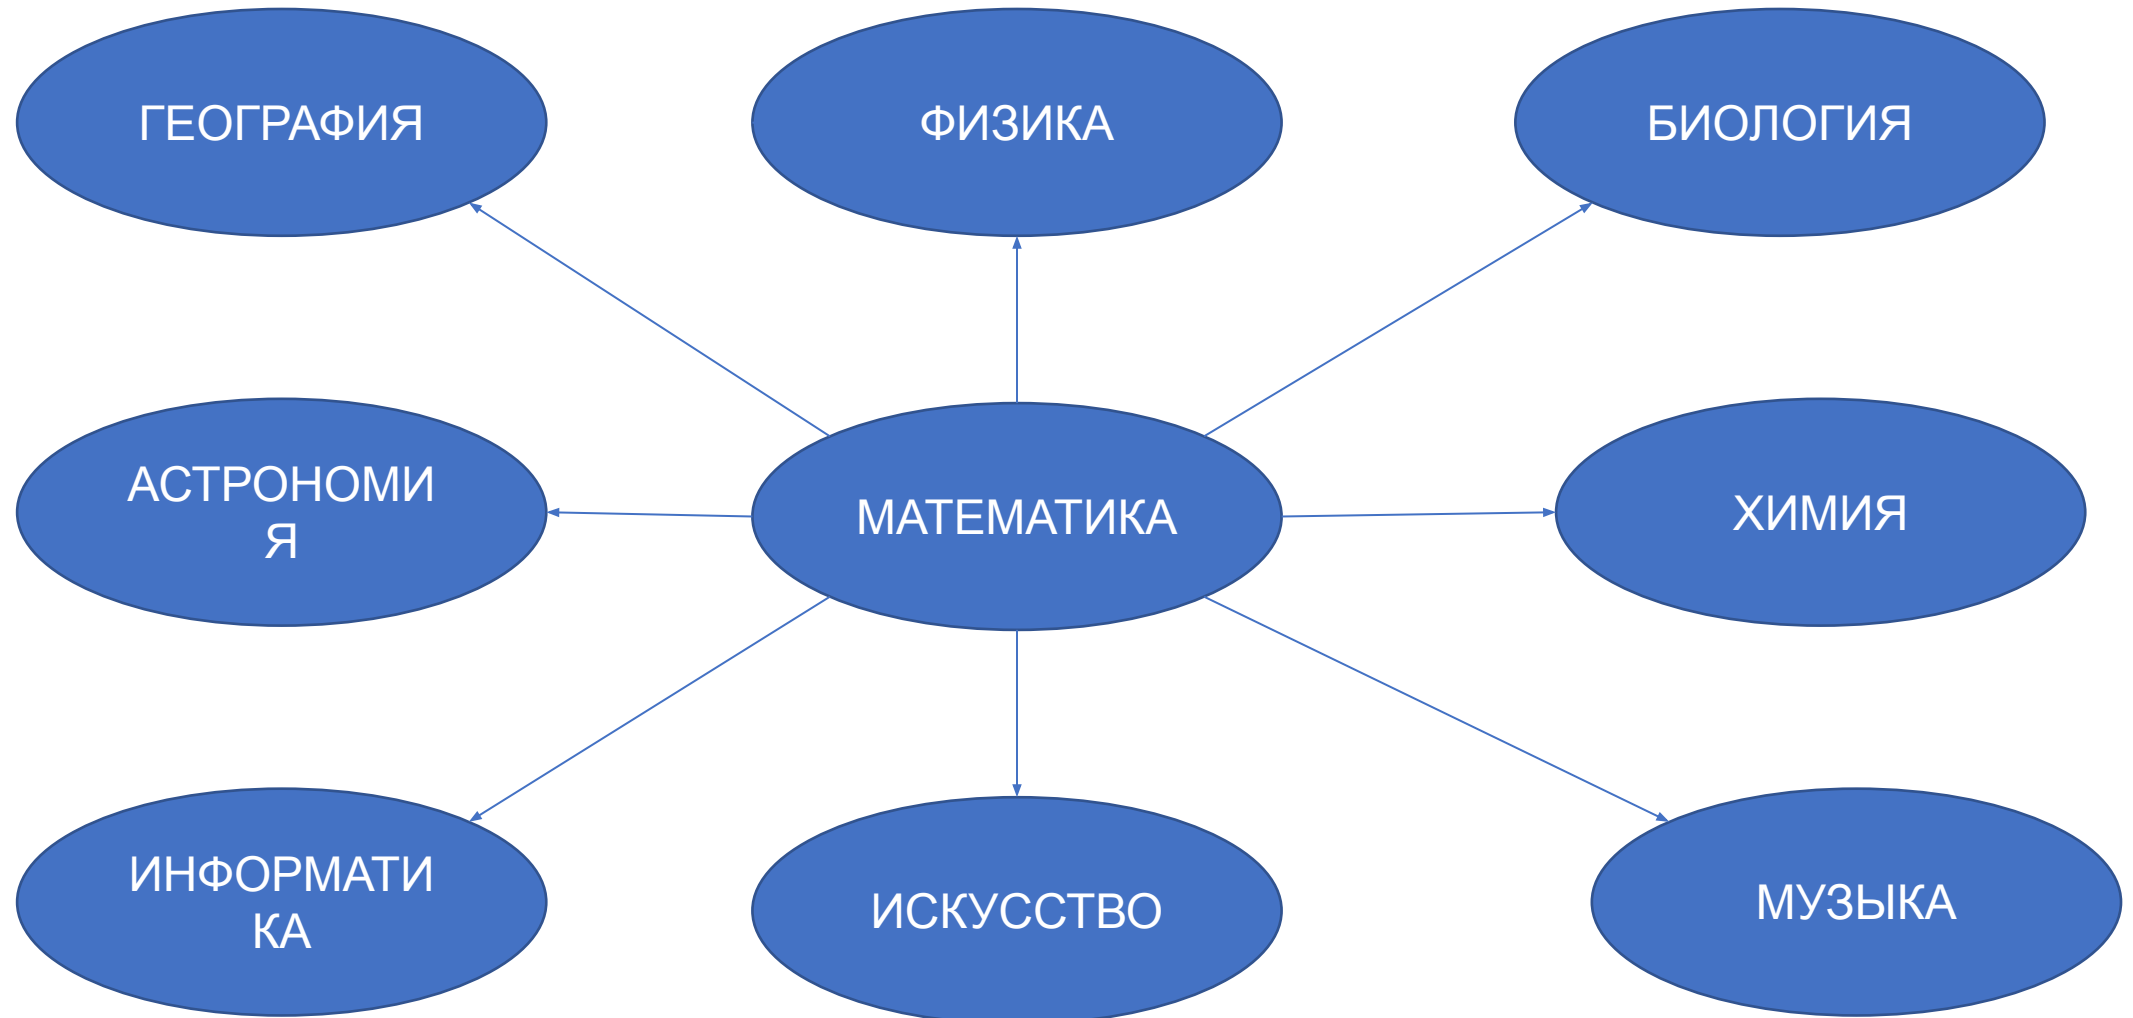 ГЕОГРАФИЯ
ФИЗИКА
БИОЛОГИЯ
АСТРОНОМИ
Я
МАТЕМАТИКА
ХИМИЯ
ИНФОРМАТИ
КА
ИСКУССТВО
МУЗЫКА